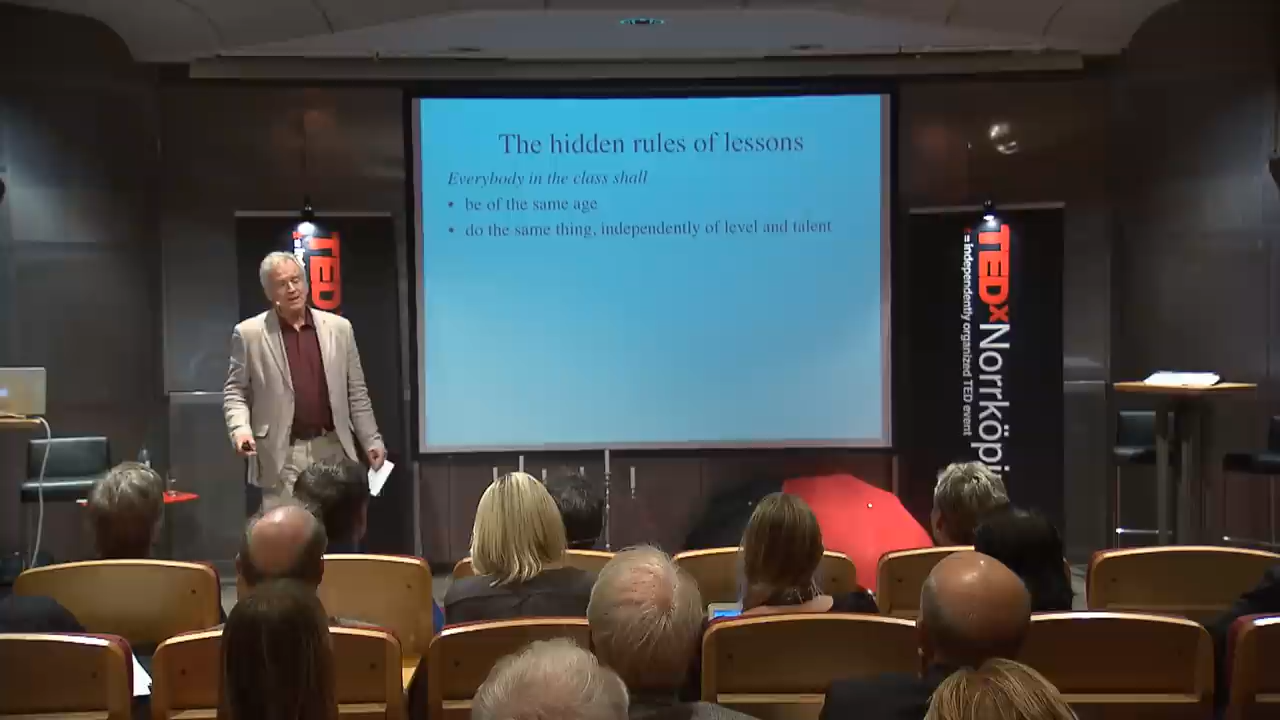 The hidden rules of lessons
Everybody in the class shall
• be of the same age
• do the same thing, independently of level and talent
TEDx
TEDxNorrköpi
x = independently organized TED event